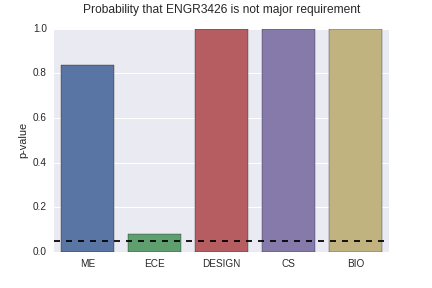 Probability that ENGR3426 is not major requirement
1.0
0.8
0.6
0.4
0.2
0.0
p-value
ME ECE DESIGN CS BIO